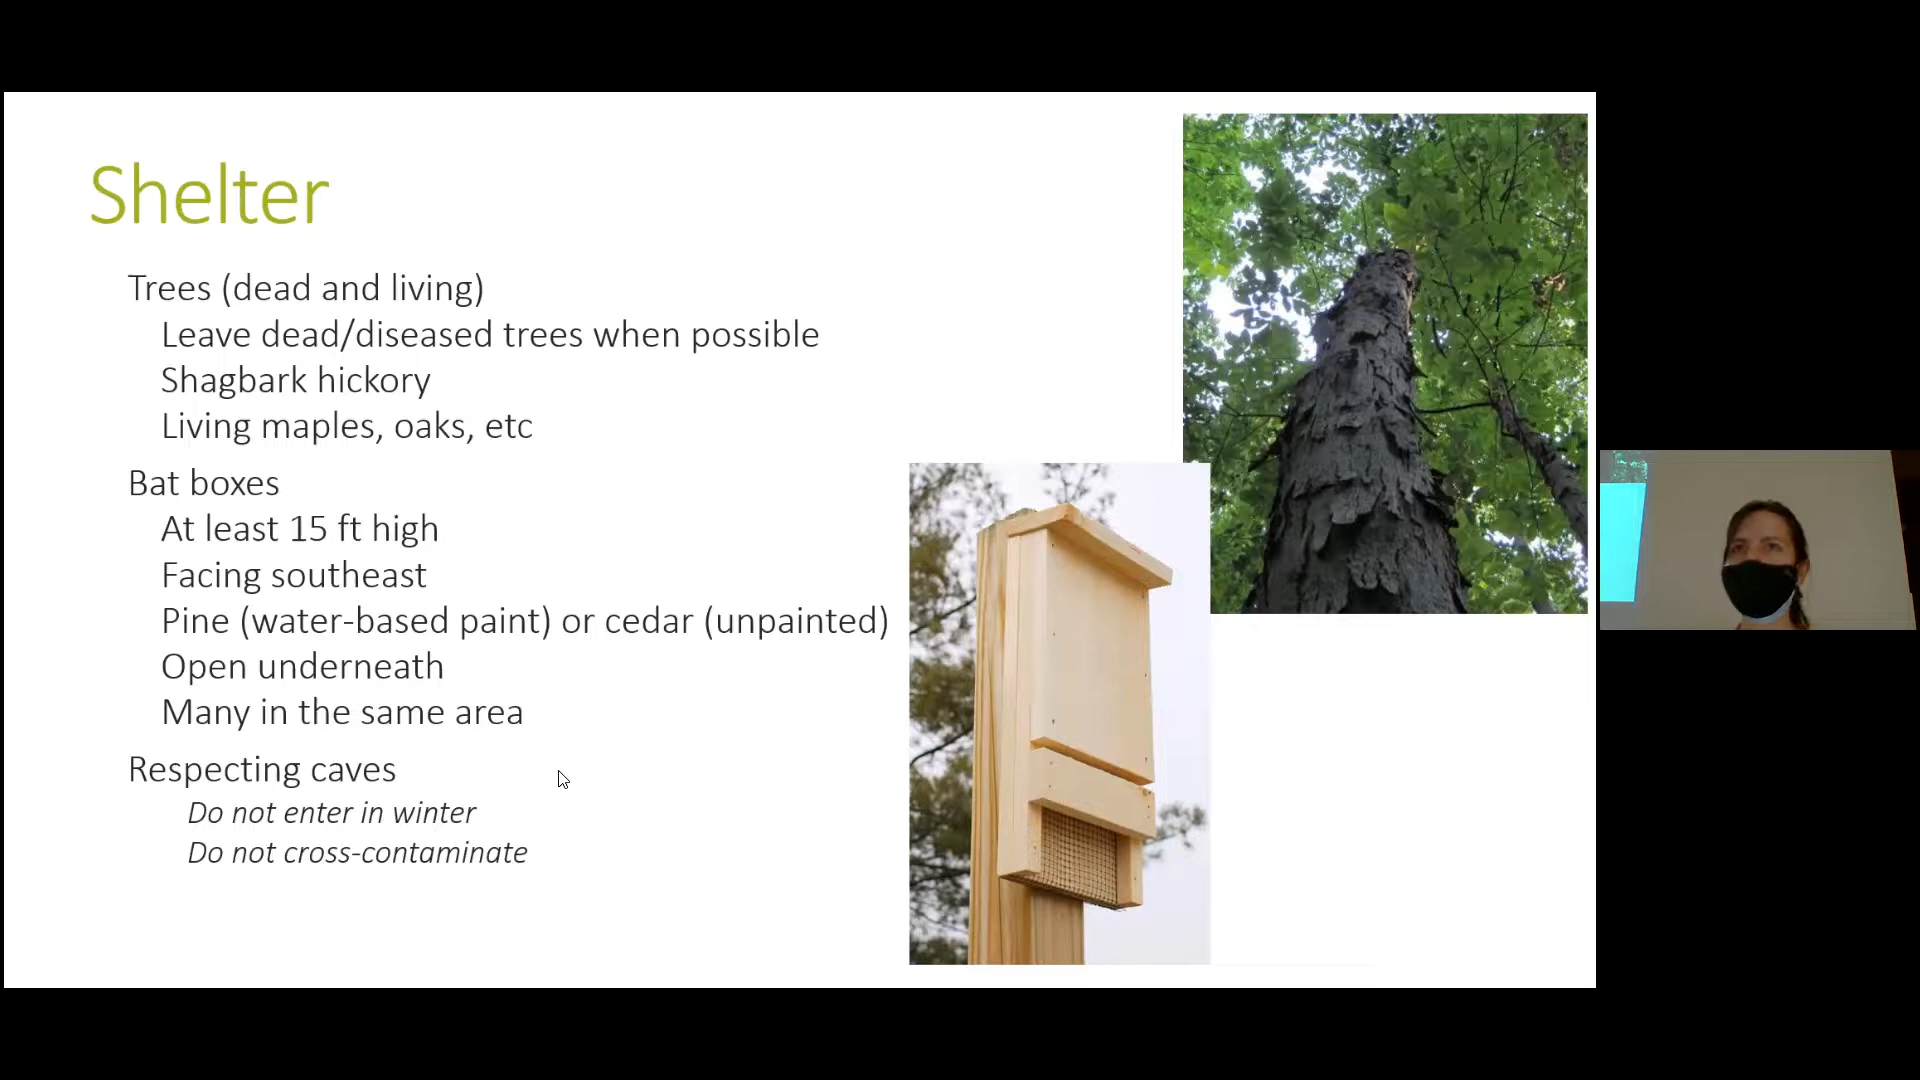 Shelter
Trees (dead and living)
Leave dead/diseased trees when possible
Shagbark hickory
Living maples, oaks, etc
Bat boxes
At least 15 ft high
Facing southeast
Pine (water-based paint) or cedar (unpainted)
Open underneath
Many in the same area
Respecting caves
Do not enter in winter
Do not cross-contaminate